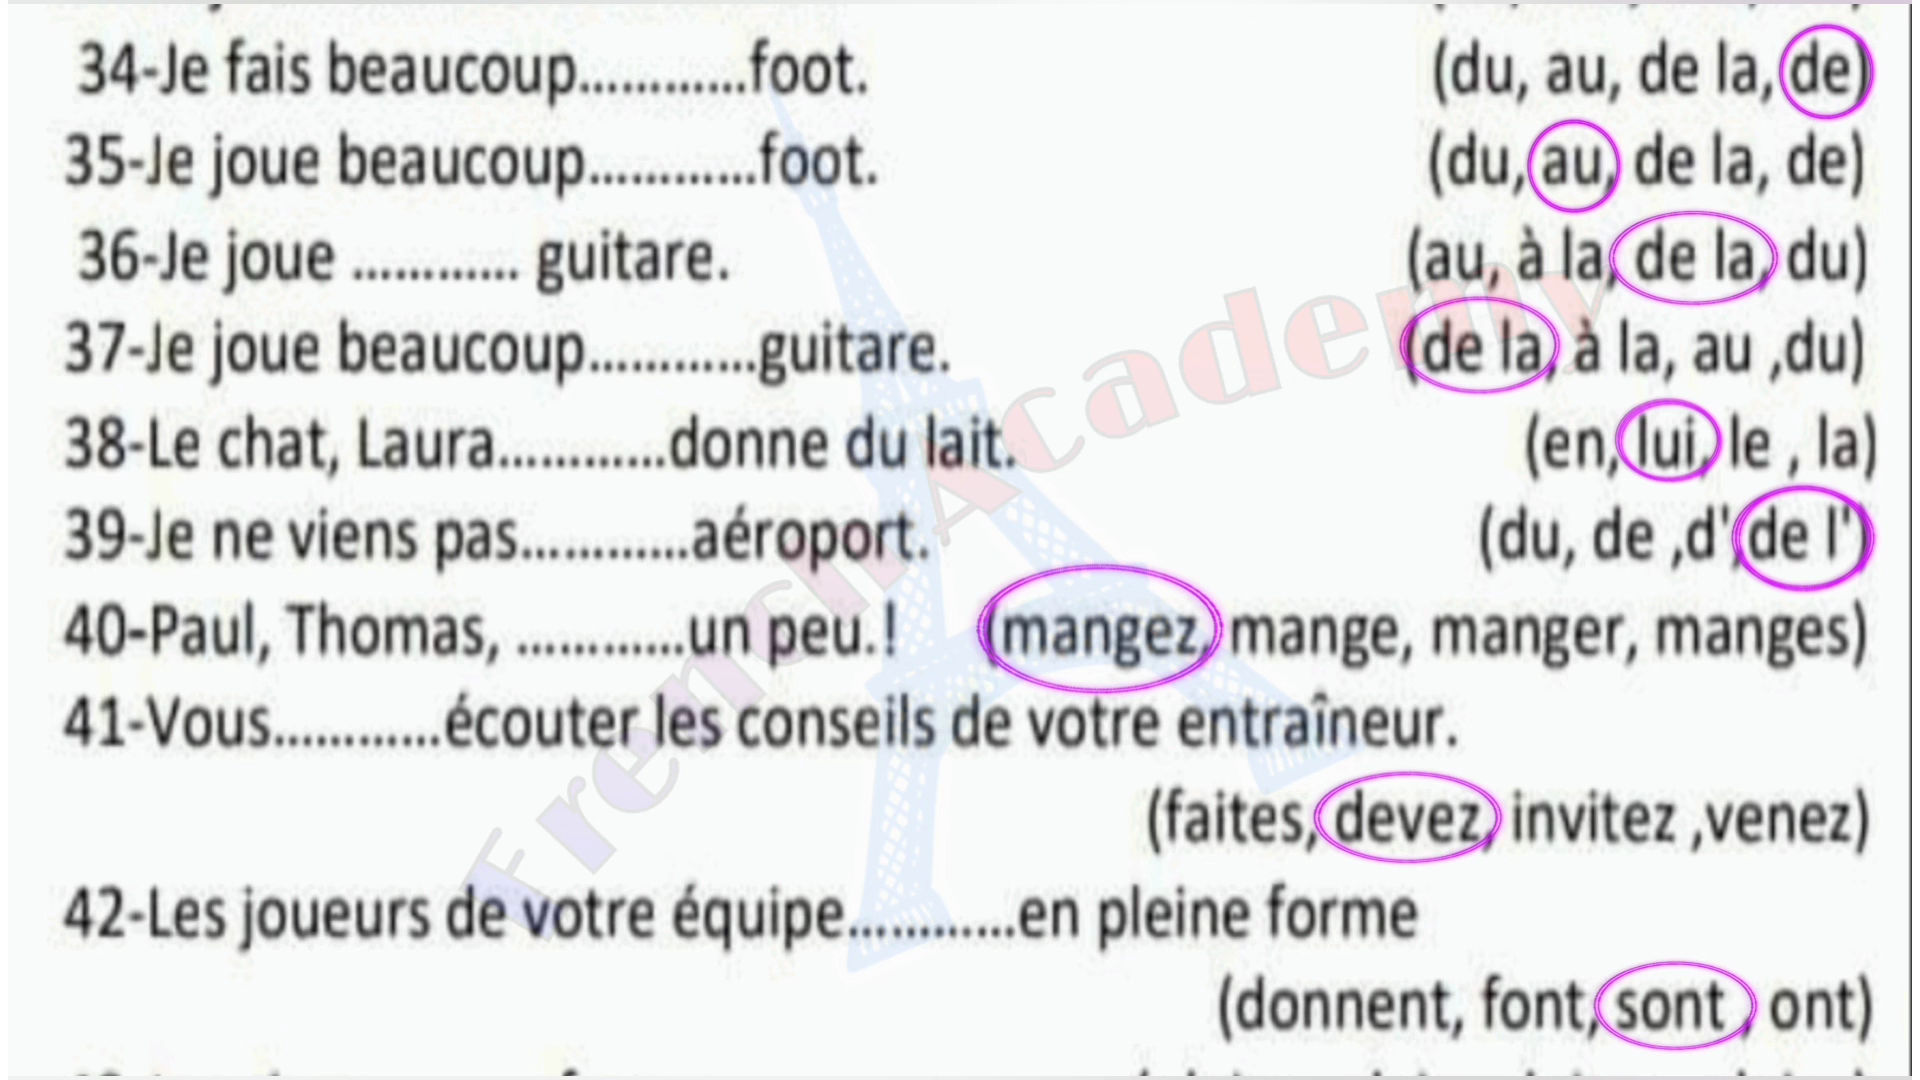 34-Je fais beaucoup............foot. (du, au, de la, de)
35-Je joue beaucoup............foot. (du, au, de la, de)
36-Je joue ............ guitare. (au, à la, de la, du)
37-Je joue beaucoup............guitare. (de la, à la, au ,du)
38-Le chat, Laura............donne du lait. (en, lui, le , la)
39-Je ne viens pas............aéroport. (du, de ,d', de l')
40-Paul, Thomas, ............un peu.! (mangez, mange, manger, manges)
41-Vous............écouter les conseils de votre entraîneur.
(faites, devez, invitez ,venez)
42-Les joueurs de votre équipe............en pleine forme
(donnent, font, sont , ont)
French Academy